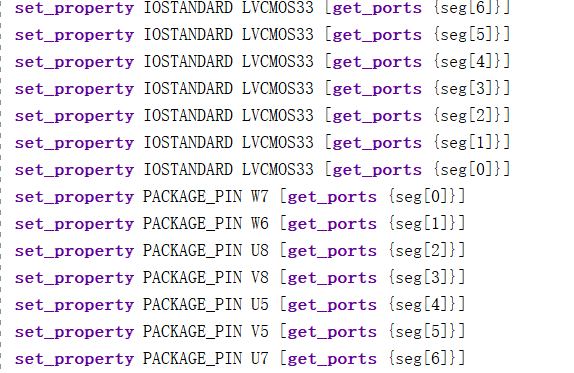 set_property IOSTANDARD LVCMOS33 [get_ports {seg[6]}]
set_property IOSTANDARD LVCMOS33 [get_ports {seg[5]}]
set_property IOSTANDARD LVCMOS33 [get_ports {seg[4]}]
set_property IOSTANDARD LVCMOS33 [get_ports {seg[3]}]
set_property IOSTANDARD LVCMOS33 [get_ports {seg[2]}]
set_property IOSTANDARD LVCMOS33 [get_ports {seg[1]}]
set_property IOSTANDARD LVCMOS33 [get_ports {seg[0]}]
set_property PACKAGE_PIN W7 [get_ports {seg[0]}]
set_property PACKAGE_PIN W6 [get_ports {seg[1]}]
set_property PACKAGE_PIN U8 [get_ports {seg[2]}]
set_property PACKAGE_PIN V8 [get_ports {seg[3]}]
set_property PACKAGE_PIN U5 [get_ports {seg[4]}]
set_property PACKAGE_PIN V5 [get_ports {seg[5]}]
set_property PACKAGE_PIN U7 [get_ports {seg[6]}]